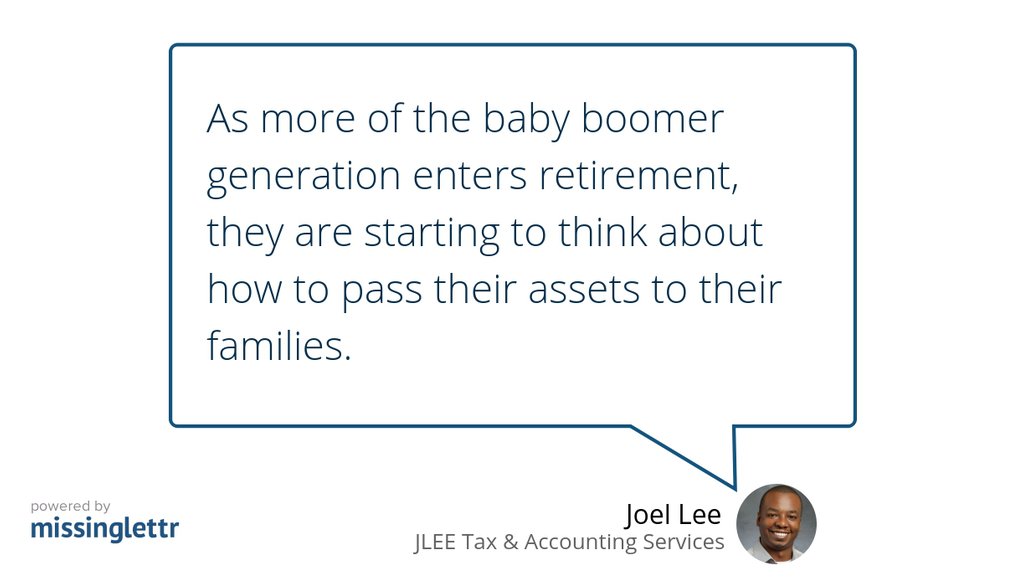 As more of the baby boomer
generation enters retirement,
they are starting to think about
how to pass their assets to their
families.
powered by
missinglettr
Joel Lee
JLEE Tax & Accounting Services